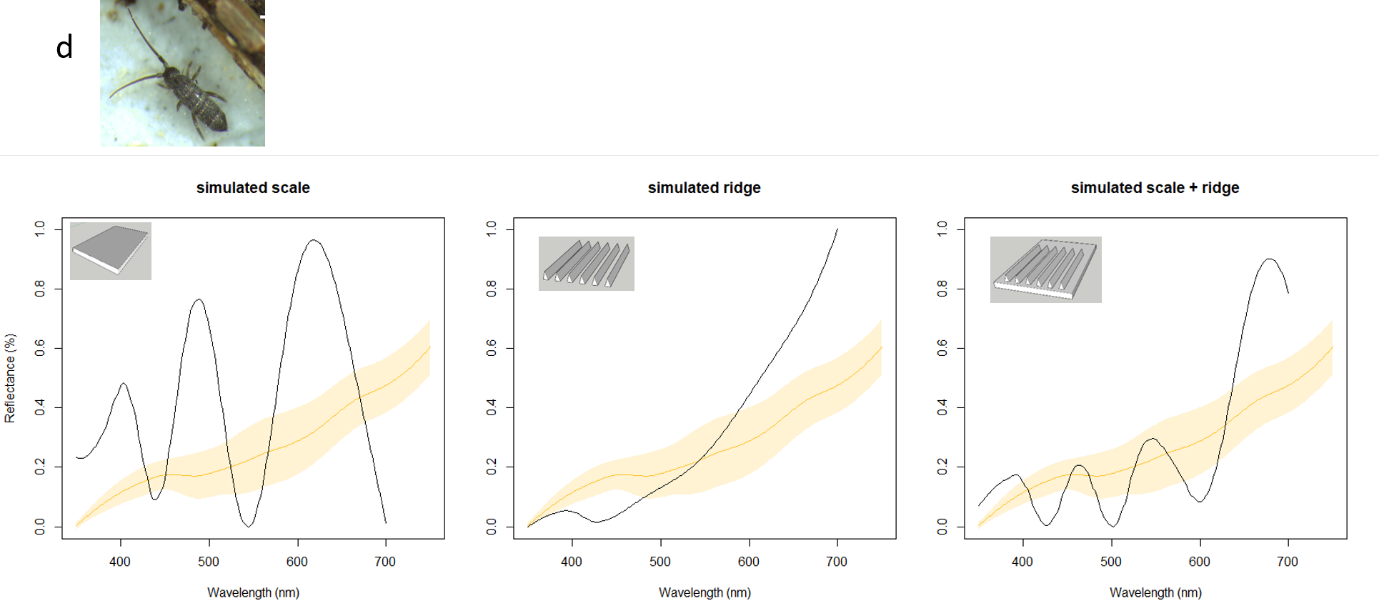 d
simulated scale
simulated ridge
simulated scale + ridge
Reflectance (%)
0.0 0.2 0.4 0.6 0.8 1.0
0.0 0.2 0.4 0.6 0.8 1.0
0.0 0.2 0.4 0.6 0.8 1.0
400 500 600 700
400 500 600 700
400 500 600 700
Wavelength (nm)
Wavelength (nm)
Wavelength (nm)